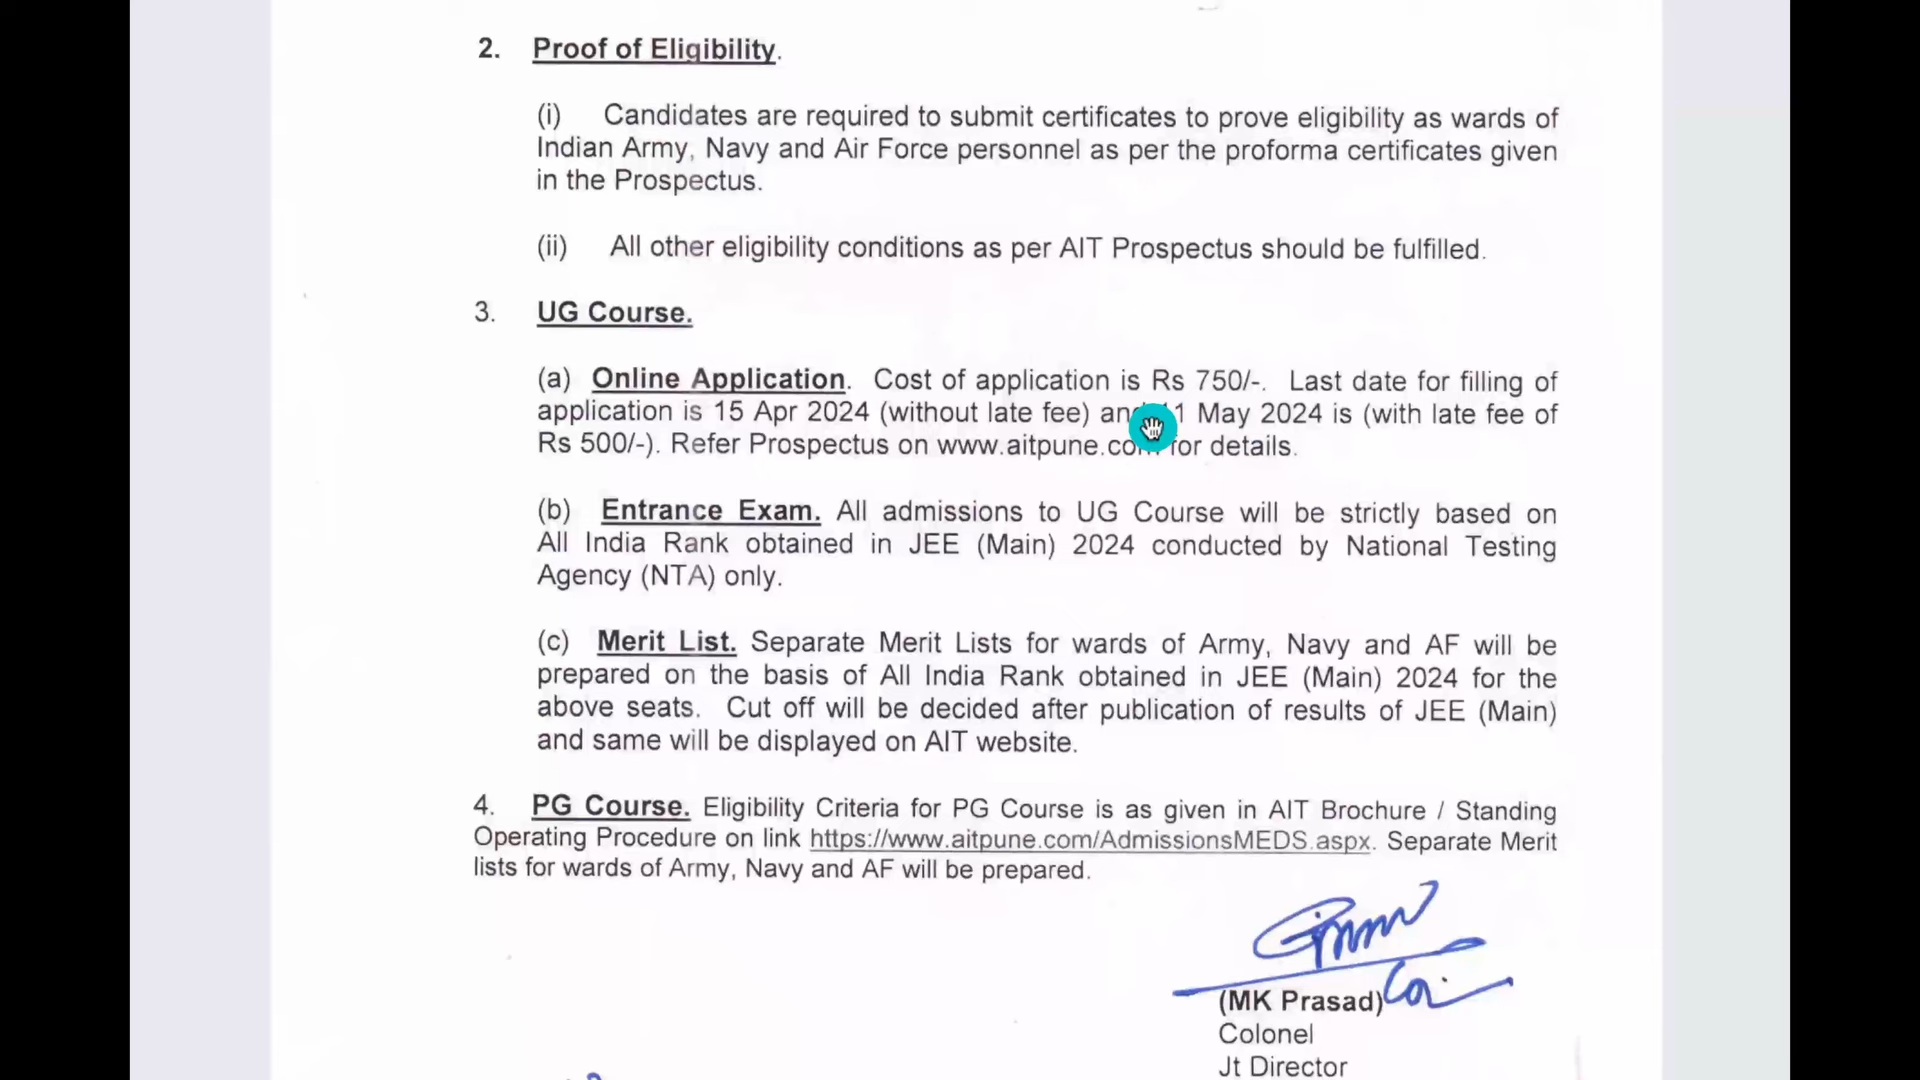 2. Proof of Eligibility.
(i) Candidates are required to submit certificates to prove eligibility as wards of
Indian Army, Navy and Air Force personnel as per the proforma certificates given
in the Prospectus.
(ii) All other eligibility conditions as per AIT Prospectus should be fulfilled.
3. UG Course.
(a) Online Application. Cost of application is Rs 750/-. Last date for filling of
application is 15 Apr 2024 (without late fee) and 11 May 2024 is (with late fee of
Rs 500/-). Refer Prospectus on www.aitpune.com for details.
(b) Entrance Exam. All admissions to UG Course will be strictly based on
All India Rank obtained in JEE (Main) 2024 conducted by National Testing
Agency (NTA) only.
(c) Merit List. Separate Merit Lists for wards of Army, Navy and AF will be
prepared on the basis of All India Rank obtained in JEE (Main) 2024 for the
above seats. Cut off will be decided after publication of results of JEE (Main)
and same will be displayed on AIT website.
4. PG Course. Eligibility Criteria for PG Course is as given in AIT Brochure / Standing
Operating Procedure on link https://www.aitpune.com/AdmissionsMEDS.aspx. Separate Merit
lists for wards of Army, Navy and AF will be prepared.
(MK Prasad)
Colonel
Jt Director